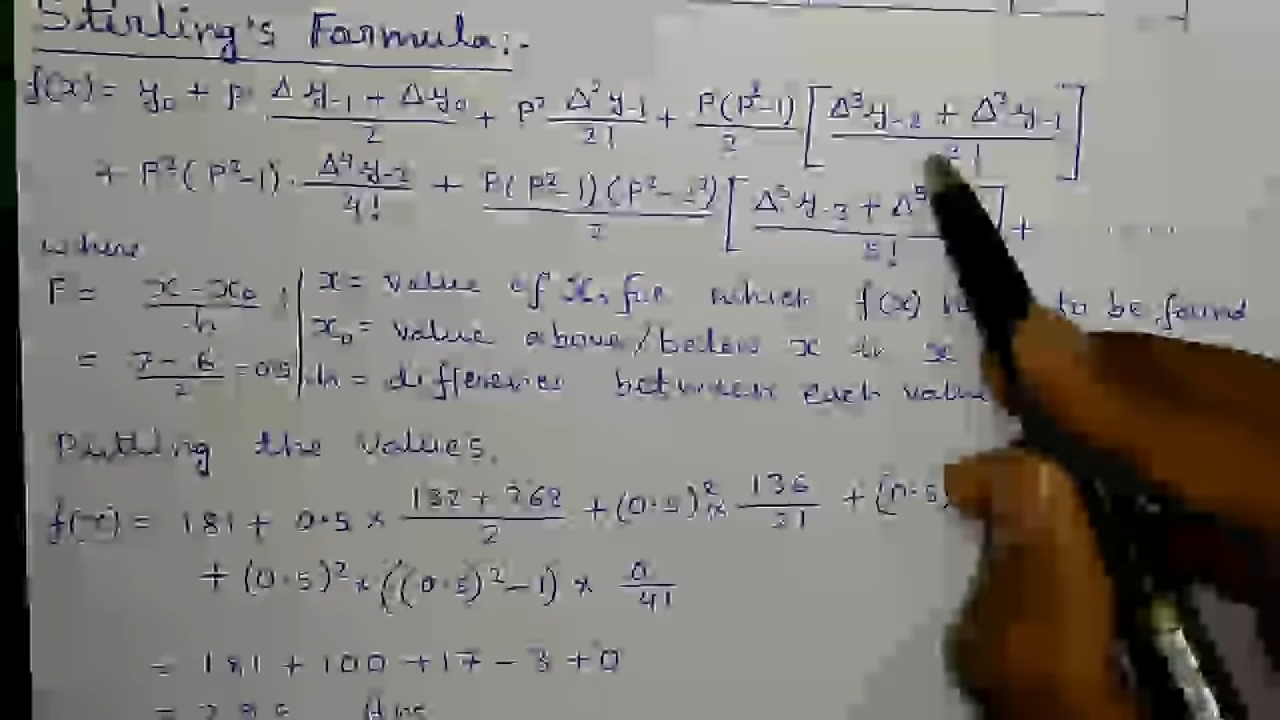 Stirling's Formula:-
f(x) = y₀ + P. (Δy₋₁ + Δy₀)/2 + P² Δ²y₋₁/2! + P(P²-1)/2 [(Δ³y₋₂ + Δ³y₋₁)/3!]
+ P²(P²-1). Δ⁴y₋₂/4! + P(P²-1)(P²-2²)/2 [(Δ⁵y₋₃ + Δ⁵ )/5!] + .....
where
P = (x - x₀)/h ; x = value of x, for which f(x) to be found
= (7 - 6)/2 = 0.5 x₀ = value above/below x in x
h = difference between each value
Putting the values,
f(x) = 181 + 0.5 × (132 + 268)/2 + (0.5)² × 136/2! + (0.5)
+ (0.5)² × ((0.5)² - 1) × 0/4!
= 181 + 100 + 17 - 3 + 0
= 295 Ans